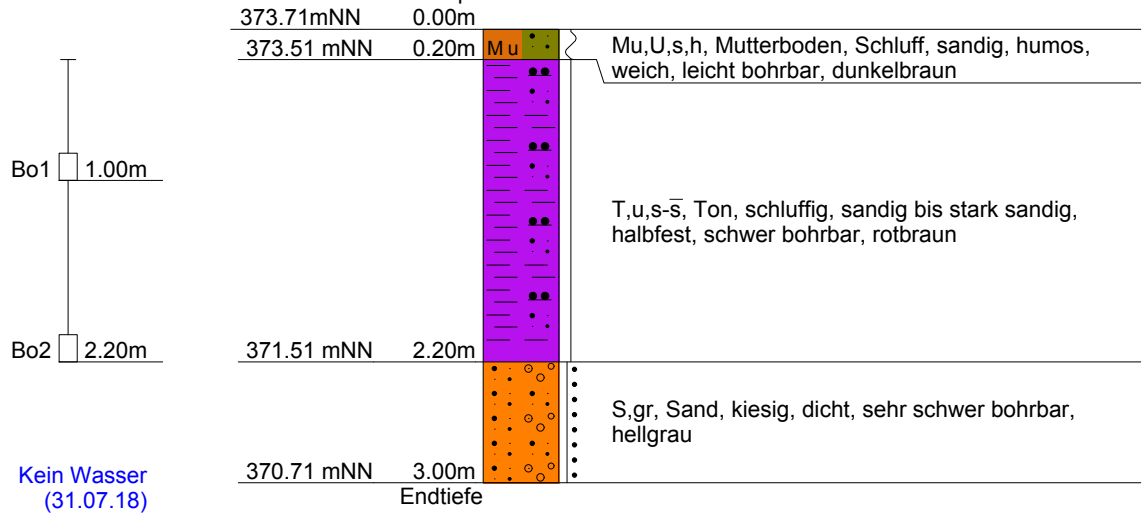 373.71mNN 0.00m
373.51 mNN 0.20m Mu
Mu,U,s,h, Mutterboden, Schluff, sandig, humos,
weich, leicht bohrbar, dunkelbraun
Bo1 1.00m
T,u,s-s̅, Ton, schluffig, sandig bis stark sandig,
halbfest, schwer bohrbar, rotbraun
Bo2 2.20m
371.51 mNN 2.20m
S,gr, Sand, kiesig, dicht, sehr schwer bohrbar,
hellgrau
Kein Wasser
(31.07.18)
370.71 mNN 3.00m
Endtiefe